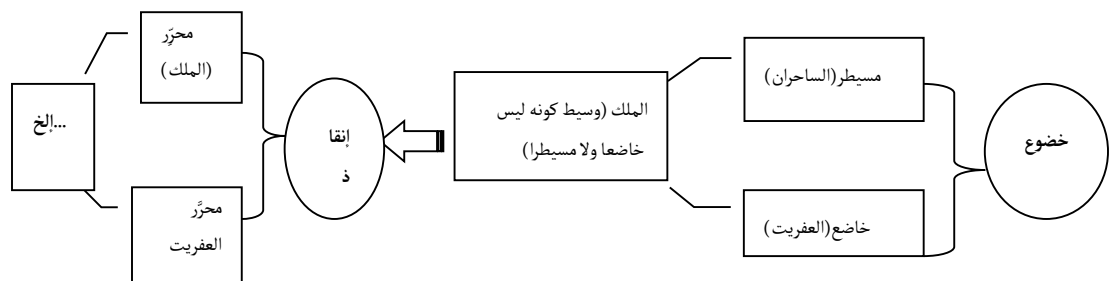 خضوع
مسيطر(الساحران)
خاضع(العفريت)
الملك (وسيط كونه ليس
خاضعا ولا مسيطرا)
إنقا
ذ
محرِّر
(الملك)
محرَّر
العفريت
...إلخ